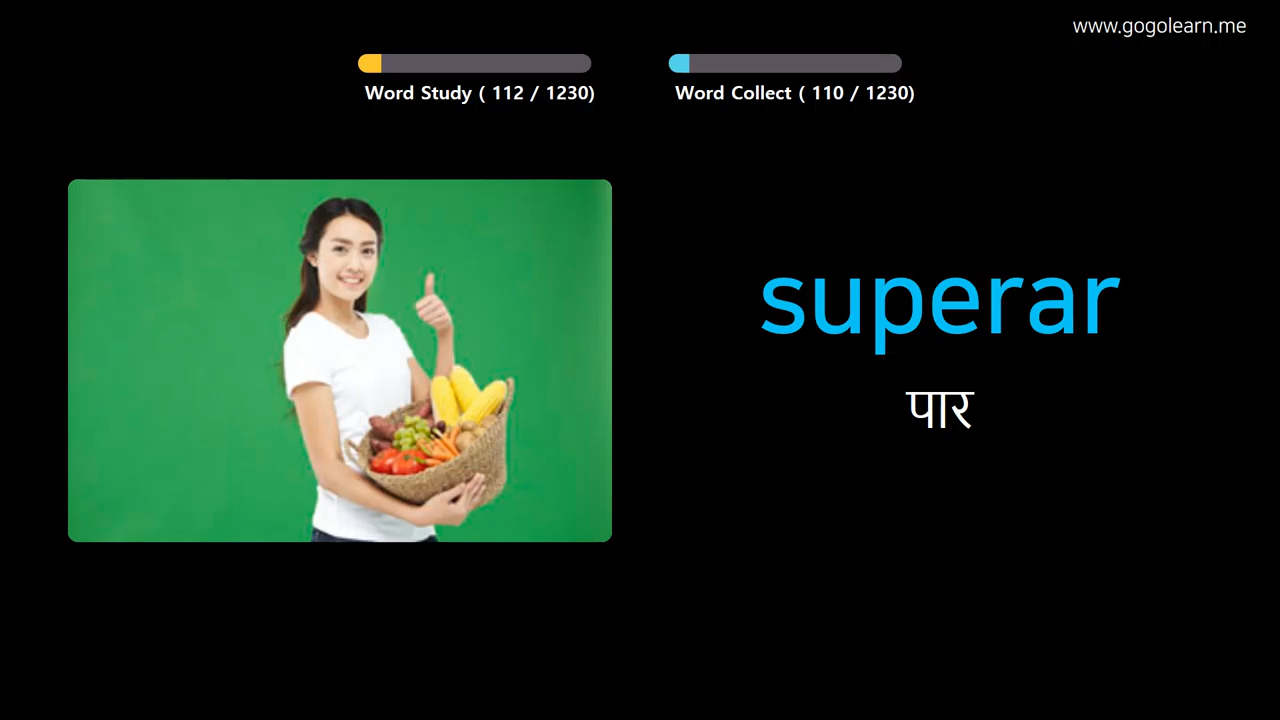 www.gogolearn.me
Word Study ( 112 / 1230)
Word Collect ( 110 / 1230)
superar
पार